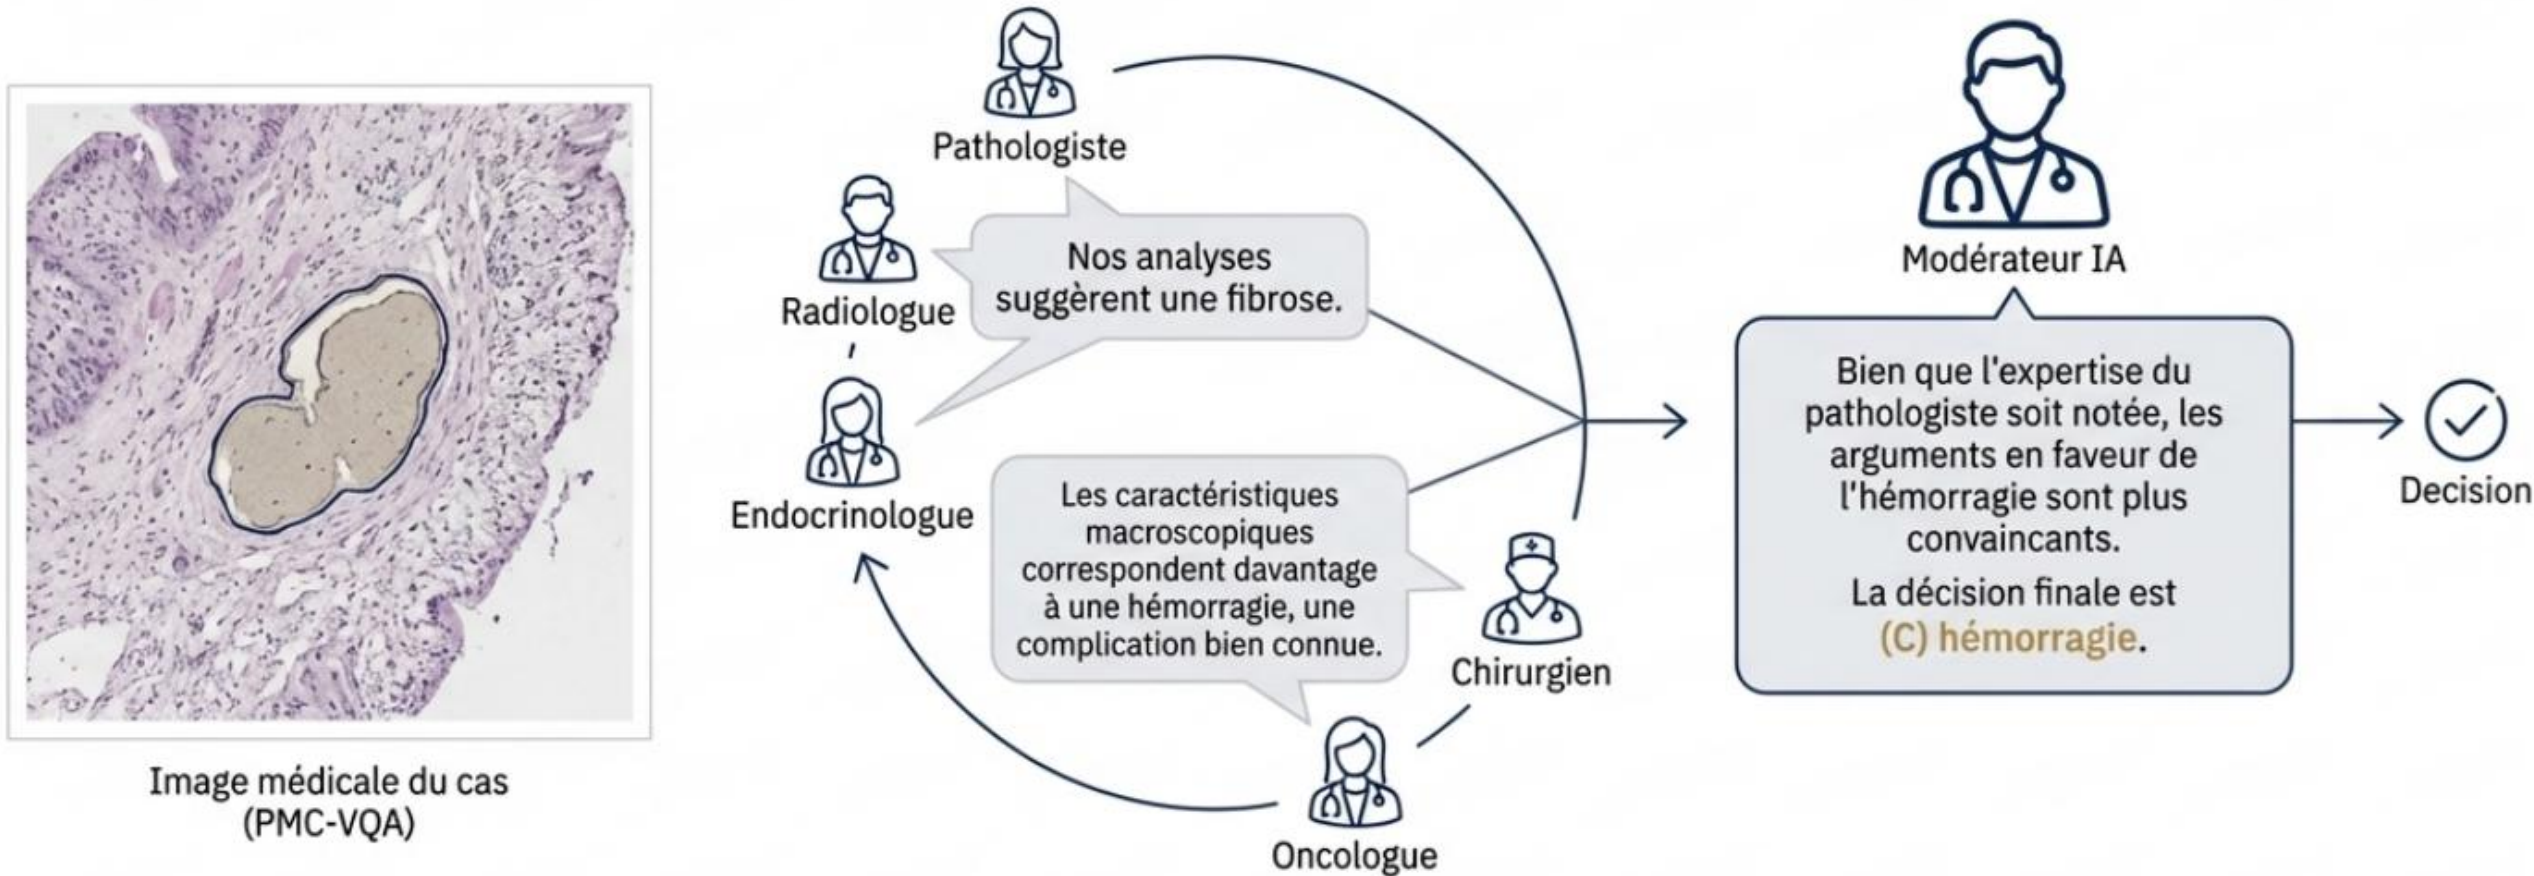 Pathologiste
Radiologue
Nos analyses
suggèrent une fibrose.
Endocrinologue
Les caractéristiques
macroscopiques
correspondent davantage
à une hémorragie, une
complication bien connue.
Chirurgien
Oncologue
Modérateur IA
Bien que l'expertise du
pathologiste soit notée, les
arguments en faveur de
l'hémorragie sont plus
convaincants.
La décision finale est
(C) hémorragie.
Decision
Image médicale du cas
(PMC-VQA)